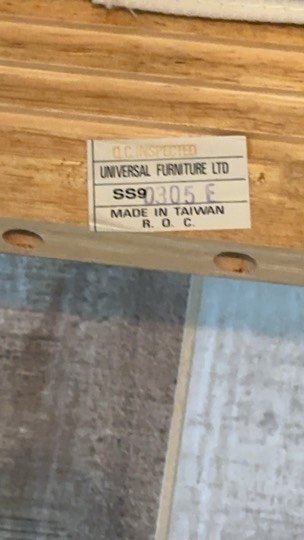 Q.C. INSPECTED
UNIVERSAL FURNITURE LTD
SS90305 E
MADE IN TAIWAN
R. O. C.